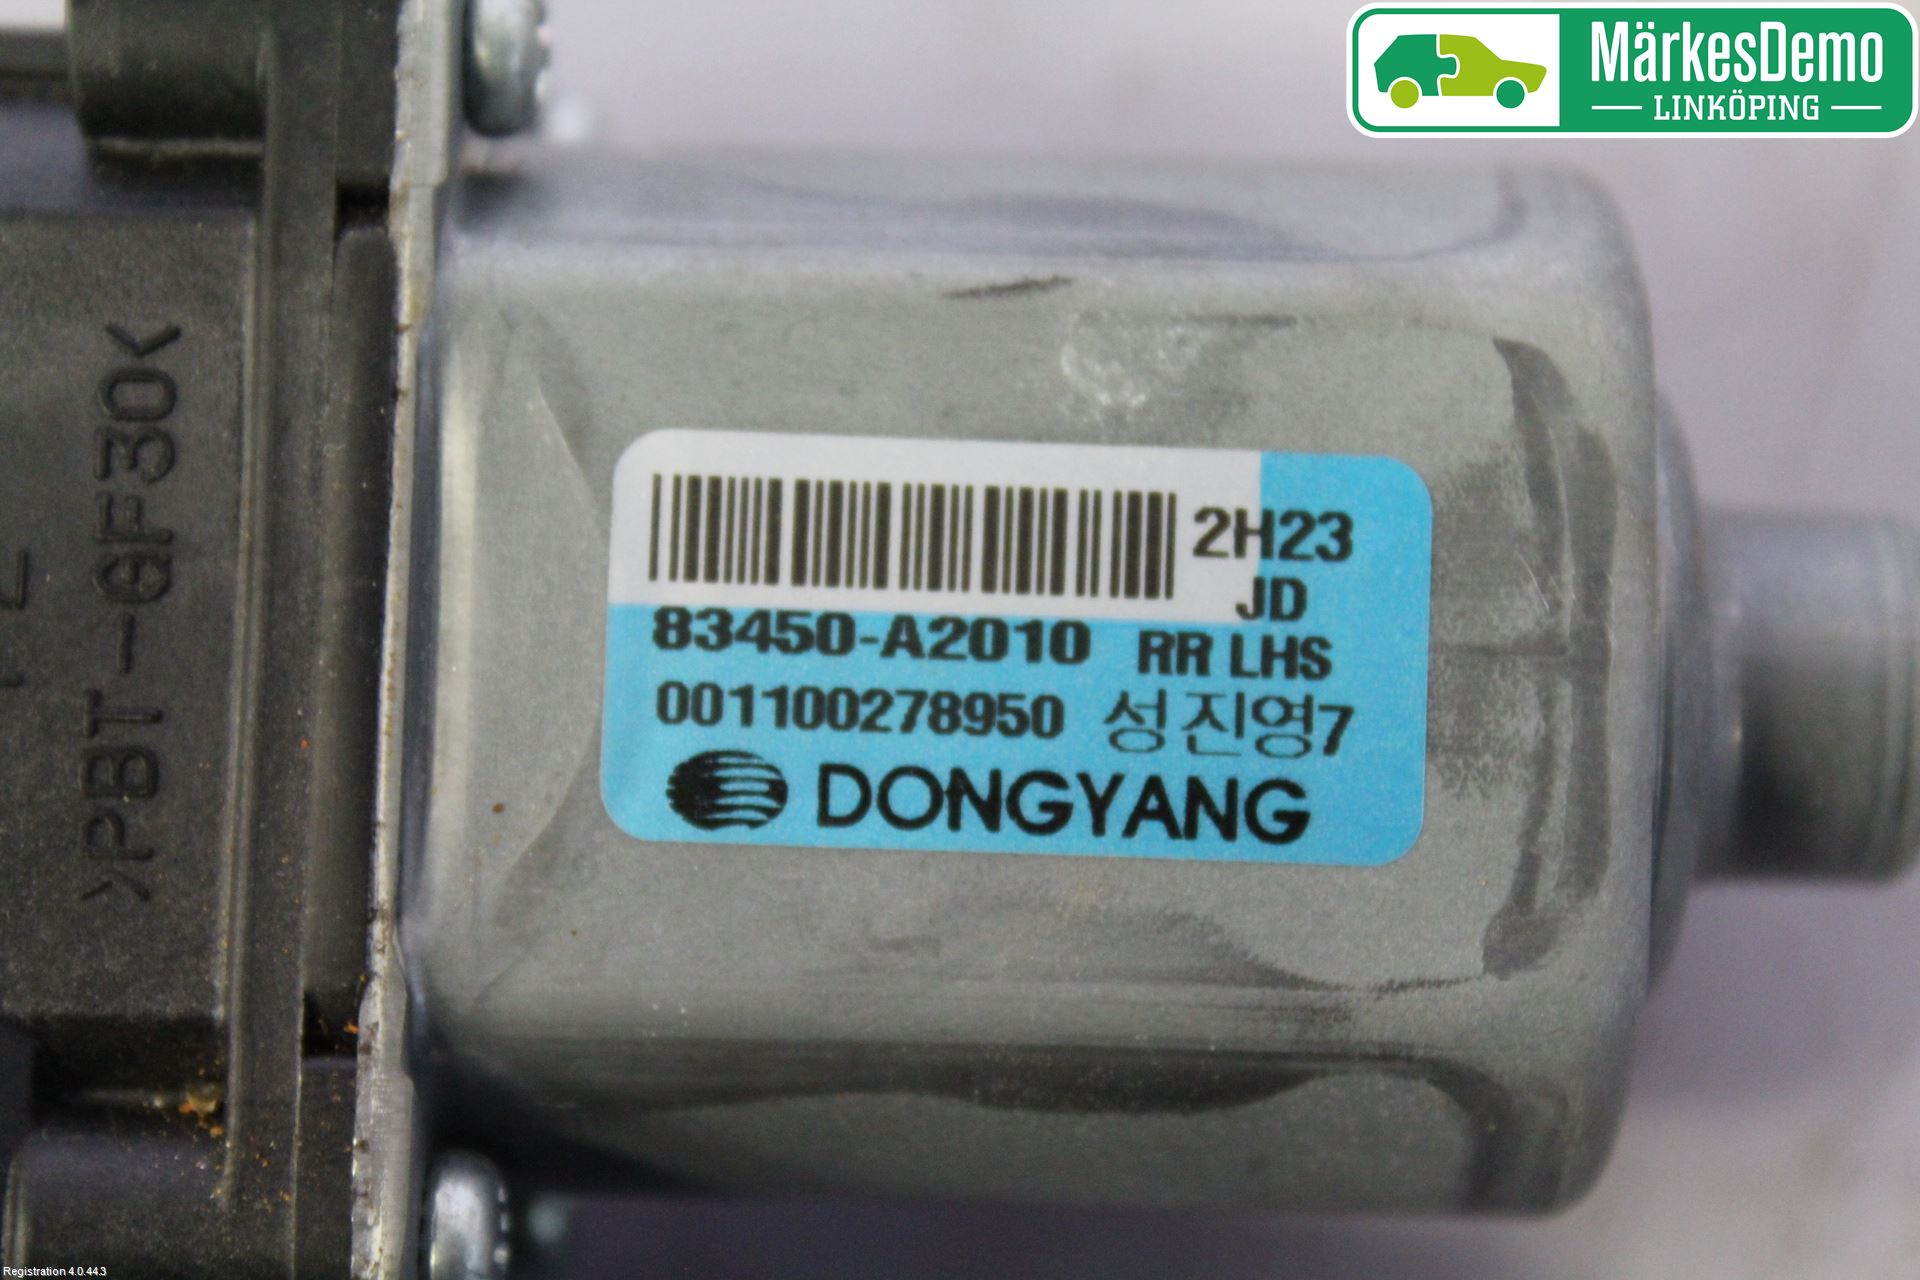 MärkesDemo
LINKÖPING
2H23
JD
83450-A2010 RR LHS
001100278950 성진영7
DONGYANG
>PBT-GF30<
Registration 4.0.44.3